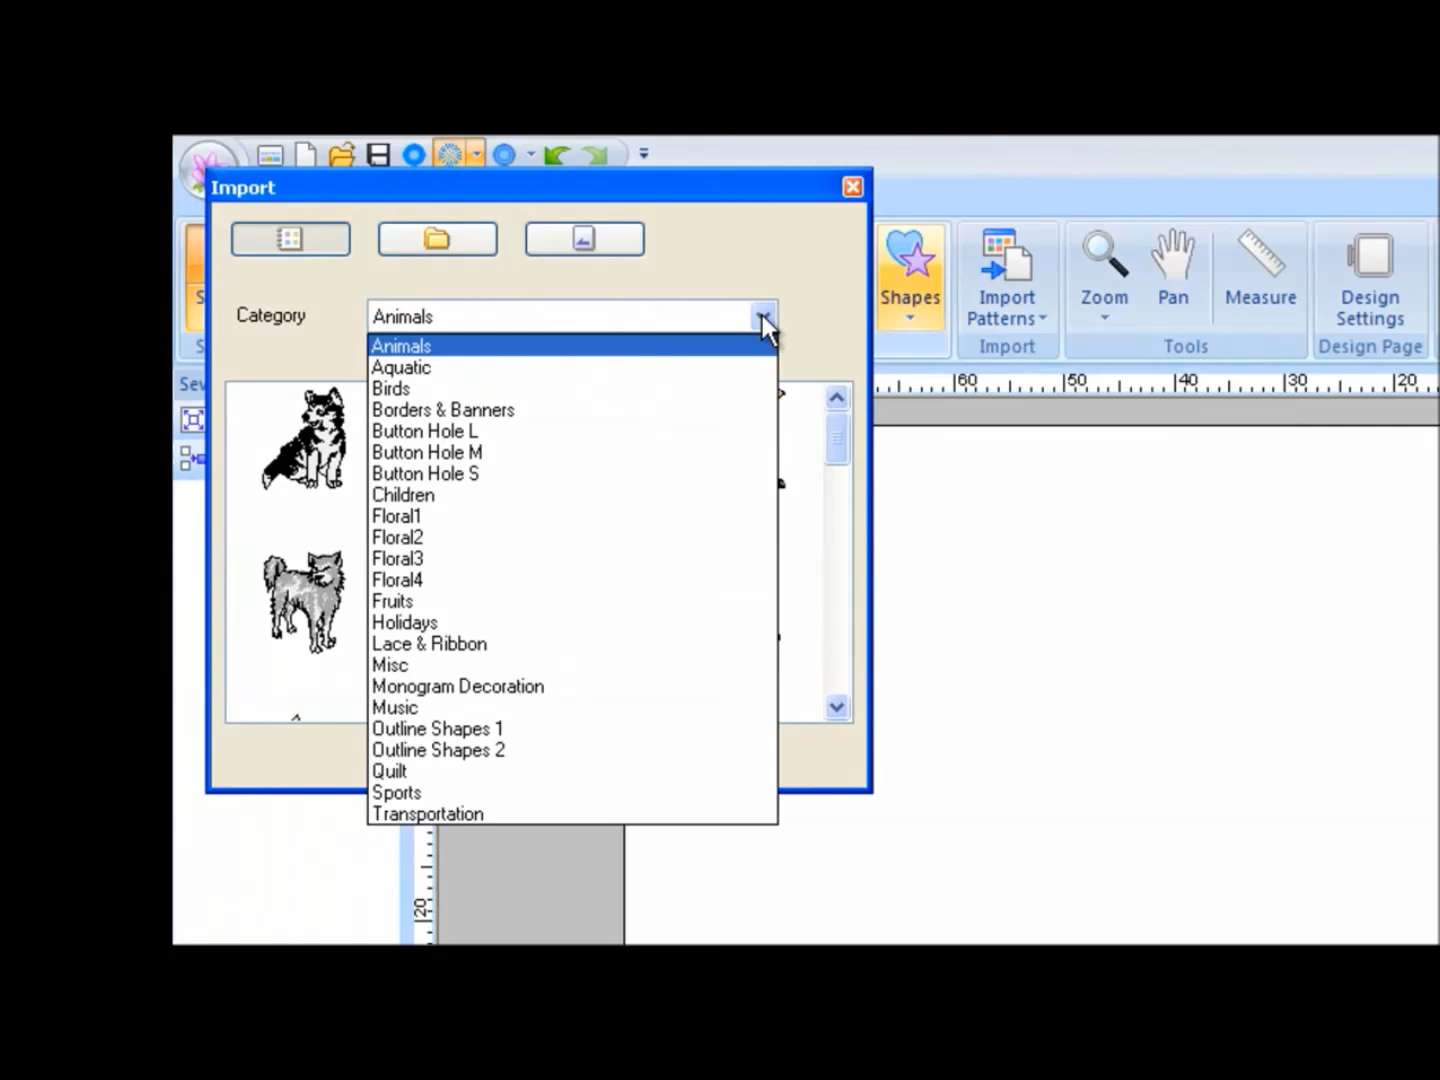 Import
Category
Animals
Animals
Aquatic
Birds
Borders & Banners
Button Hole L
Button Hole M
Button Hole S
Children
Floral1
Floral2
Floral3
Floral4
Fruits
Holidays
Lace & Ribbon
Misc
Monogram Decoration
Music
Outline Shapes 1
Outline Shapes 2
Quilt
Sports
Transportation
Shapes
Import
Patterns
Import
Zoom
Pan
Measure
Tools
Design
Settings
Design Page
60 50 40 30 20
20